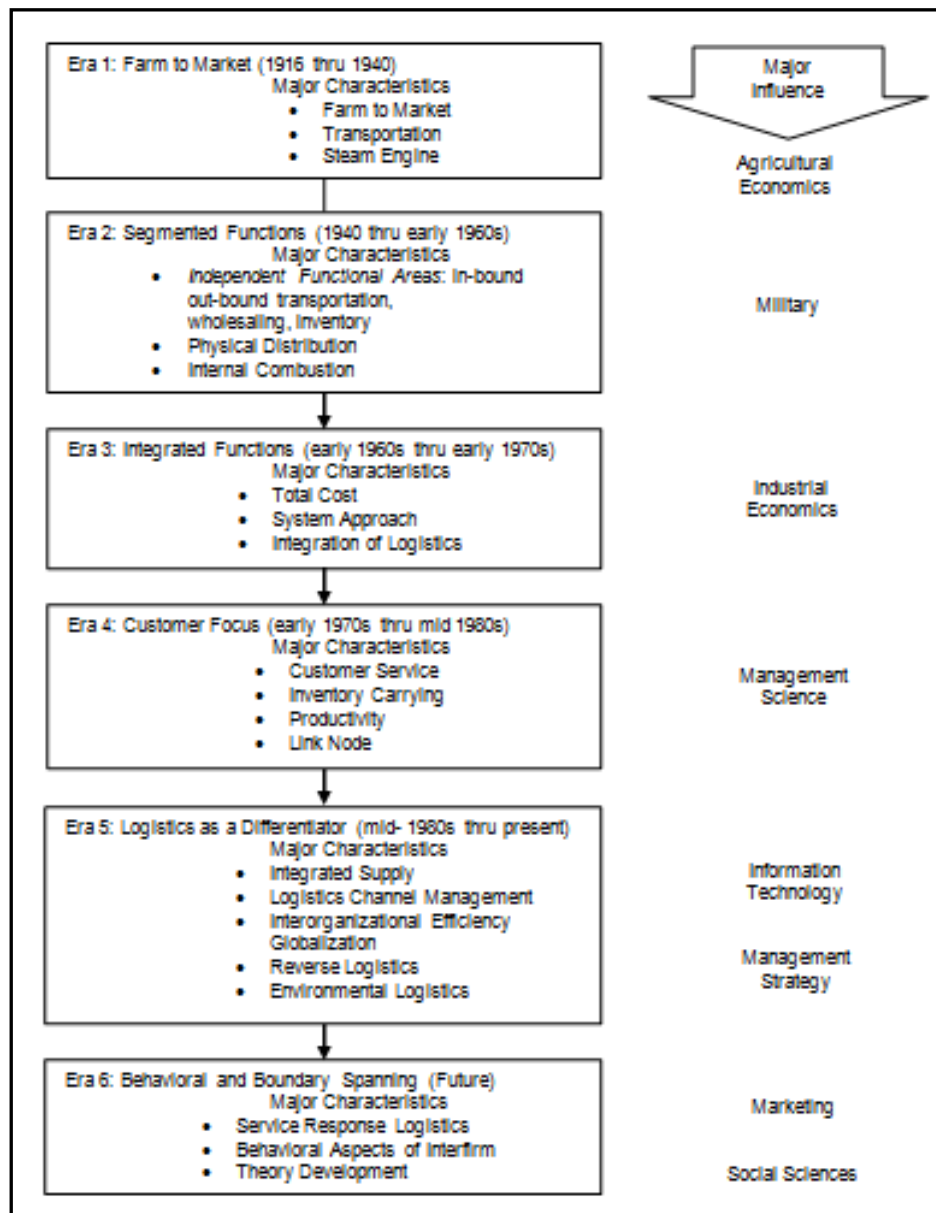 Era 1: Farm to Market (1916 thru 1940)
Major Characteristics
• Farm to Market
• Transportation
• Steam Engine
Major
Influence
Agricultural
Economics
Era 2: Segmented Functions (1940 thru early 1960s)
Major Characteristics
• Independent Functional Areas: In-bound
out-bound transportation,
wholesaling, Inventory
• Physical Distribution
• Internal Combustion
Military
Era 3: Integrated Functions (early 1960s thru early 1970s)
Major Characteristics
• Total Cost
• System Approach
• Integration of Logistics
Industrial
Economics
Era 4: Customer Focus (early 1970s thru mid 1980s)
Major Characteristics
• Customer Service
• Inventory Carrying
• Productivity
• Link Node
Management
Science
Era 5: Logistics as a Differentiator (mid- 1980s thru present)
Major Characteristics
• Integrated Supply
• Logistics Channel Management
• Interorganizational Efficiency
Globalization
• Reverse Logistics
• Environmental Logistics
Information
Technology
Management
Strategy
Era 6: Behavioral and Boundary Spanning (Future)
Major Characteristics
• Service Response Logistics
• Behavioral Aspects of Interfirm
• Theory Development
Marketing
Social Sciences